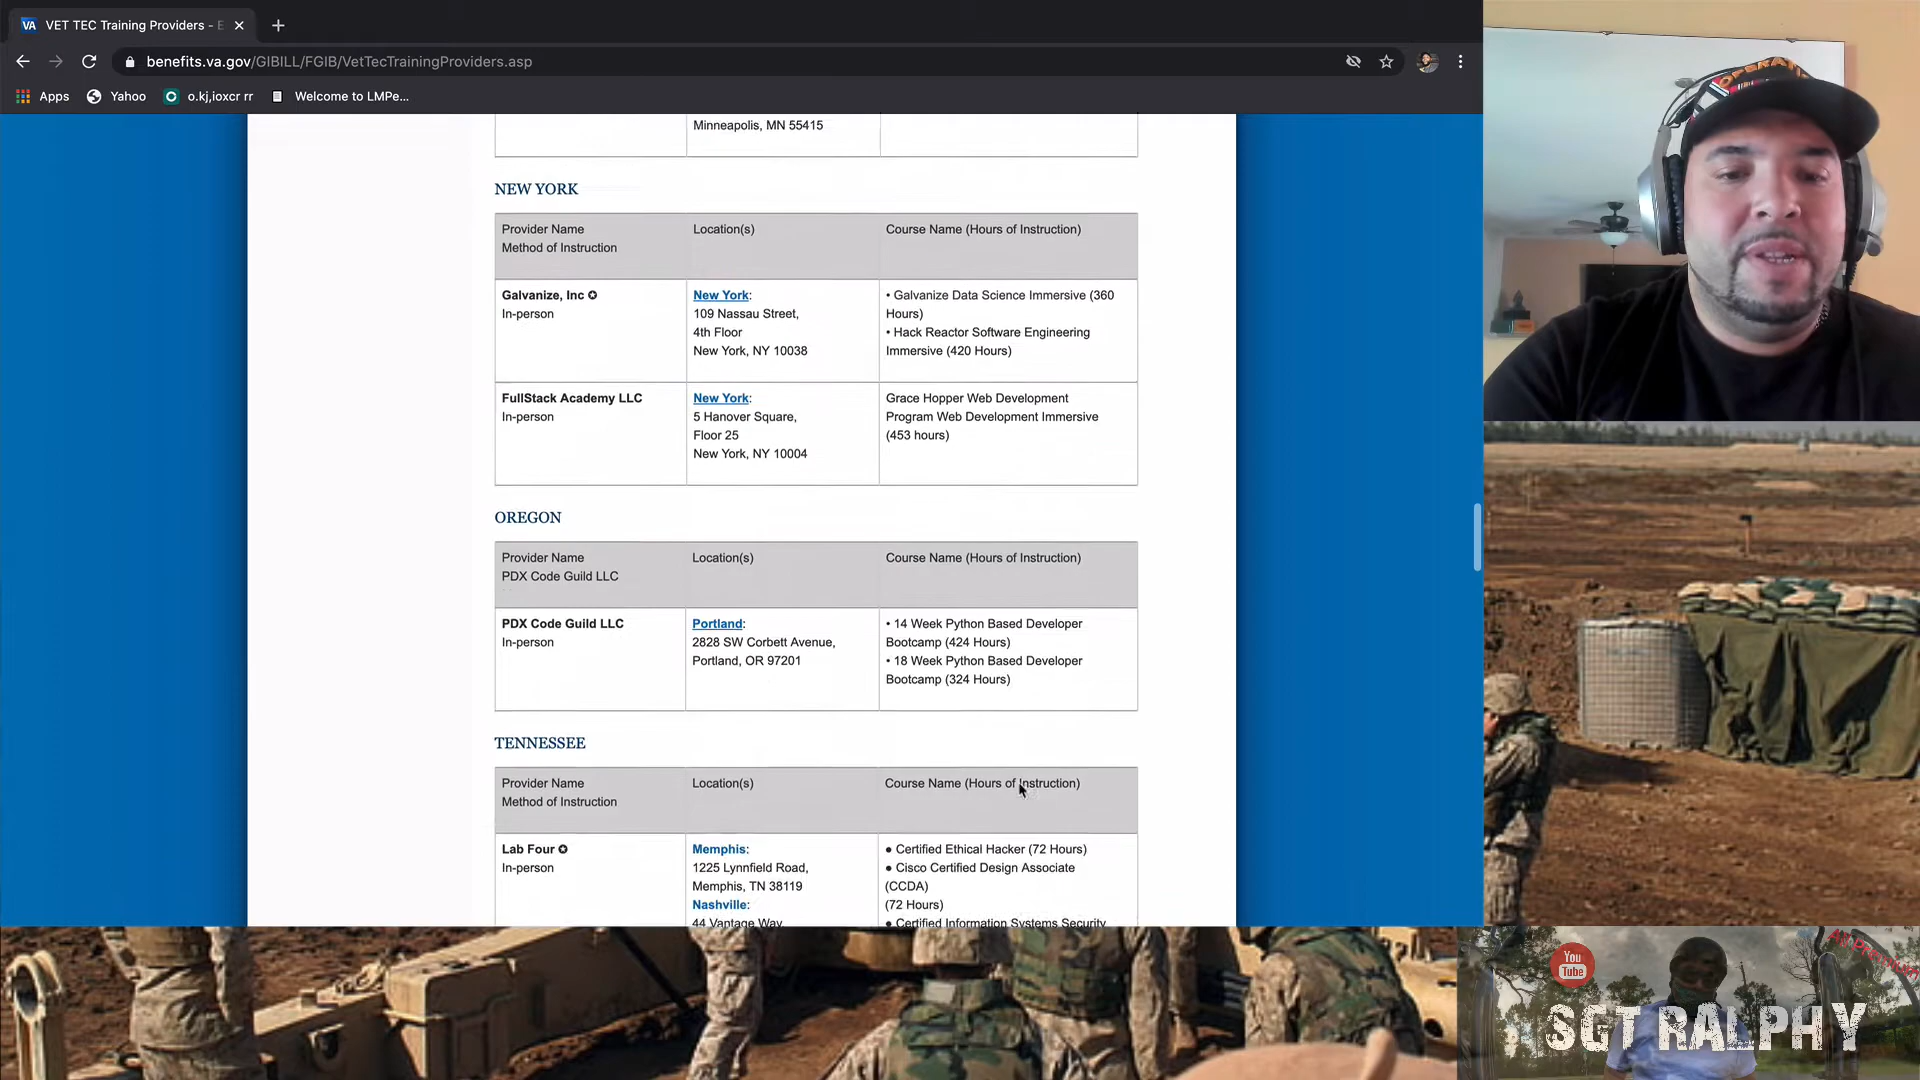 VA VET TEC Training Providers - E
benefits.va.gov/GIBILL/FGIB/VetTecTrainingProviders.asp
Apps Yahoo o.kj,ioxcr rr Welcome to LMPe...
Minneapolis, MN 55415
NEW YORK
Provider Name
Method of Instruction
Location(s)
Course Name (Hours of Instruction)
Galvanize, Inc ✪
In-person
New York:
109 Nassau Street,
4th Floor
New York, NY 10038
• Galvanize Data Science Immersive (360
Hours)
• Hack Reactor Software Engineering
Immersive (420 Hours)
FullStack Academy LLC
In-person
New York:
5 Hanover Square,
Floor 25
New York, NY 10004
Grace Hopper Web Development
Program Web Development Immersive
(453 hours)
OREGON
Provider Name
PDX Code Guild LLC
Location(s)
Course Name (Hours of Instruction)
PDX Code Guild LLC
In-person
Portland:
2828 SW Corbett Avenue,
Portland, OR 97201
• 14 Week Python Based Developer
Bootcamp (424 Hours)
• 18 Week Python Based Developer
Bootcamp (324 Hours)
TENNESSEE
Provider Name
Method of Instruction
Location(s)
Course Name (Hours of Instruction)
Lab Four ✪
In-person
Memphis:
1225 Lynnfield Road,
Memphis, TN 38119
Nashville:
44 Vantage Way
● Certified Ethical Hacker (72 Hours)
● Cisco Certified Design Associate
(CCDA)
(72 Hours)
● Certified Information Systems Security
You
Tube
SGT RALPHY